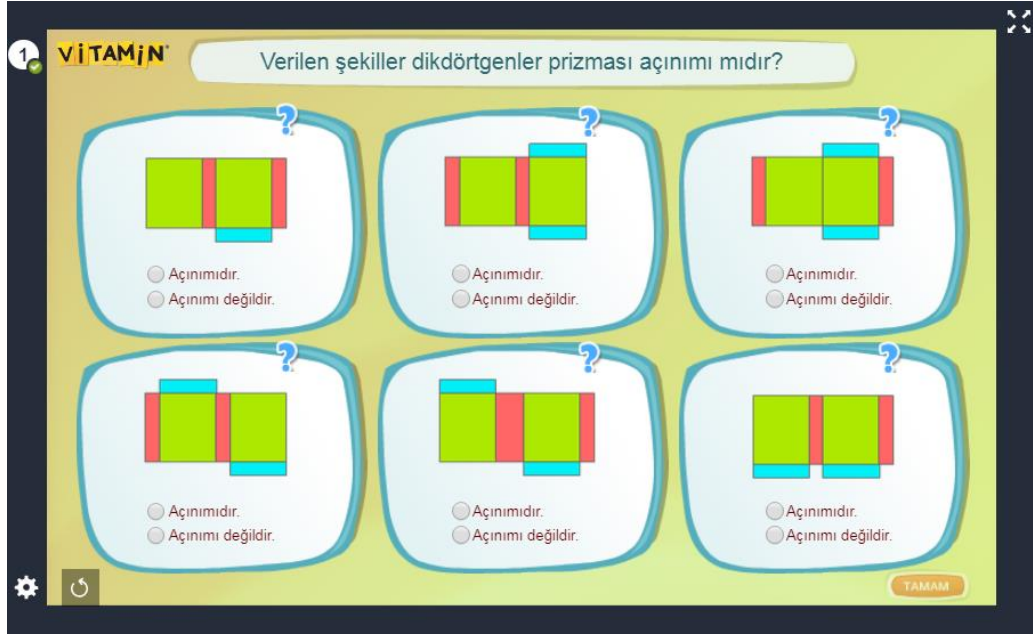 1
VİTAMİN
Verilen şekiller dikdörtgenler prizması açınımı mıdır?
?
?
?
Açınımıdır.
Açınımı değildir.
Açınımıdır.
Açınımı değildir.
Açınımıdır.
Açınımı değildir.
?
?
?
Açınımıdır.
Açınımı değildir.
Açınımıdır.
Açınımı değildir.
Açınımıdır.
Açınımı değildir.
TAMAM